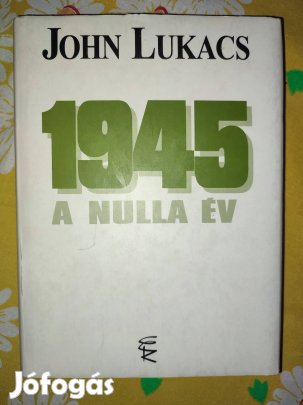 JOHN LUKACS
1945
A NULLA ÉV
Jófogás